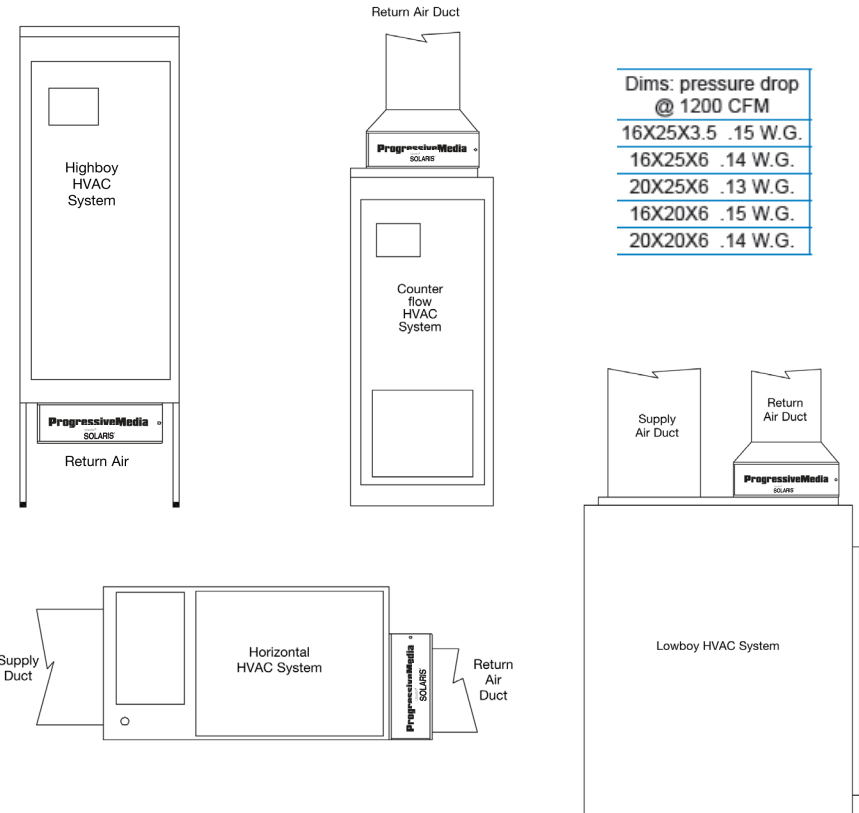 Return Air Duct
Dims: pressure drop
@ 1200 CFM
16X25X3.5 .15 W.G.
16X25X6 .14 W.G.
20X25X6 .13 W.G.
16X20X6 .15 W.G.
20X20X6 .14 W.G.
Highboy
HVAC
System
ProgressiveMedia
SOLARIS
Return Air
ProgressiveMedia
SOLARIS
Counter
flow
HVAC
System
Supply
Air Duct
Return
Air Duct
ProgressiveMedia
SOLARIS
Lowboy HVAC System
Supply
Duct
Horizontal
HVAC System
ProgressiveMedia
SOLARIS
Return
Air
Duct